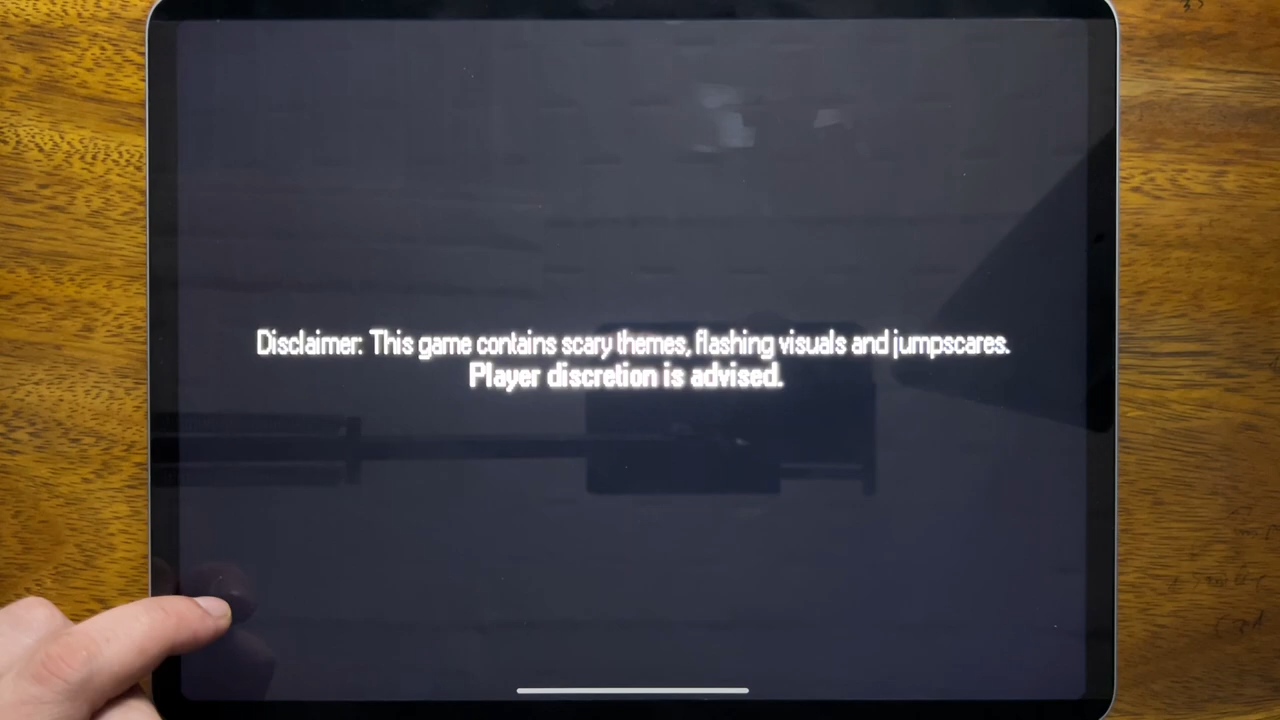 Disclaimer: This game contains scary themes, flashing visuals and jumpscares.
Player discretion is advised.